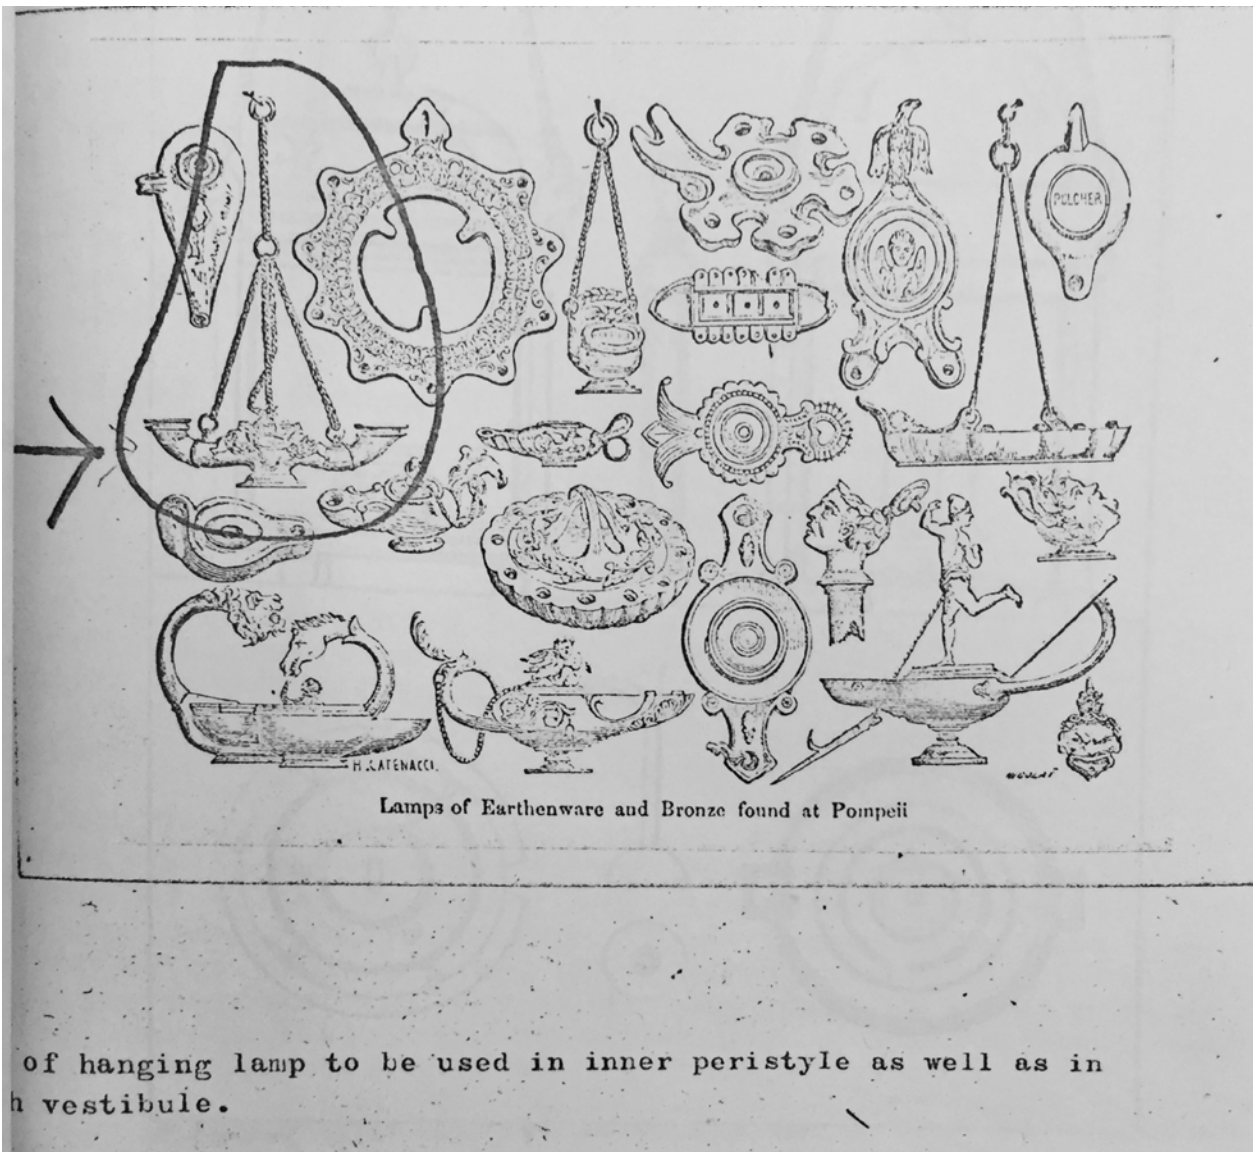 PULCHER
H. CATENACCI.
Lamps of Earthenware and Bronze found at Pompeii
of hanging lamp to be used in inner peristyle as well as in
h vestibule.